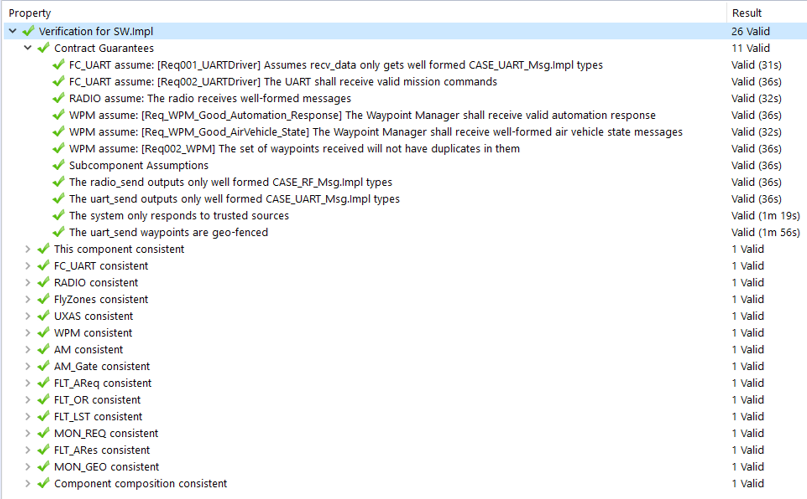 Property Result
Verification for SW.Impl 26 Valid
Contract Guarantees 11 Valid
FC_UART assume: [Req001_UARTDriver] Assumes recv_data only gets well formed CASE_UART_Msg.Impl types Valid (31s)
FC_UART assume: [Req002_UARTDriver] The UART shall receive valid mission commands Valid (36s)
RADIO assume: The radio receives well-formed messages Valid (32s)
WPM assume: [Req_WPM_Good_Automation_Response] The Waypoint Manager shall receive valid automation response Valid (36s)
WPM assume: [Req_WPM_Good_AirVehicle_State] The Waypoint Manager shall receive well-formed air vehicle state messages Valid (32s)
WPM assume: [Req002_WPM] The set of waypoints received will not have duplicates in them Valid (36s)
Subcomponent Assumptions Valid (36s)
The radio_send outputs only well formed CASE_RF_Msg.Impl types Valid (36s)
The uart_send outputs only well formed CASE_UART_Msg.Impl types Valid (36s)
The system only responds to trusted sources Valid (1m 19s)
The uart_send waypoints are geo-fenced Valid (1m 56s)
This component consistent 1 Valid
FC_UART consistent 1 Valid
RADIO consistent 1 Valid
FlyZones consistent 1 Valid
UXAS consistent 1 Valid
WPM consistent 1 Valid
AM consistent 1 Valid
AM_Gate consistent 1 Valid
FLT_AReq consistent 1 Valid
FLT_OR consistent 1 Valid
FLT_LST consistent 1 Valid
MON_REQ consistent 1 Valid
FLT_ARes consistent 1 Valid
MON_GEO consistent 1 Valid
Component composition consistent 1 Valid